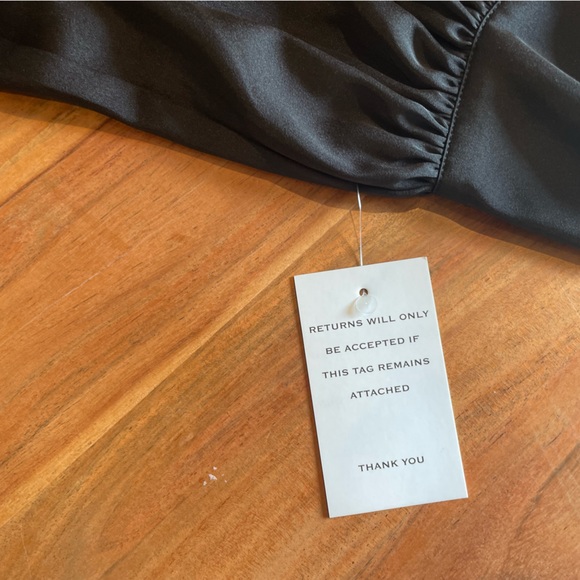 RETURNS WILL ONLY
BE ACCEPTED IF
THIS TAG REMAINS
ATTACHED
THANK YOU